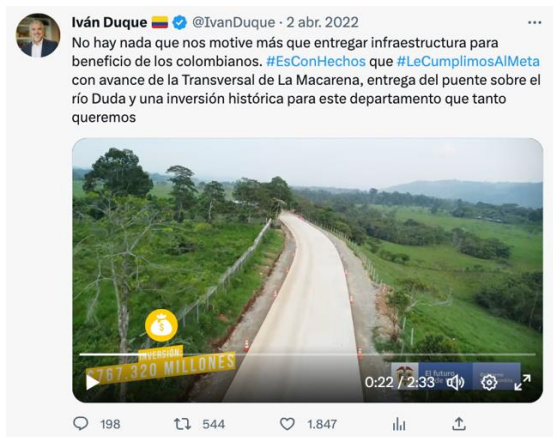 Iván Duque @IvanDuque · 2 abr. 2022
No hay nada que nos motive más que entregar infraestructura para
beneficio de los colombianos. #EsConHechos que #LeCumplimosAlMeta
con avance de la Transversal de La Macarena, entrega del puente sobre el
río Duda y una inversión histórica para este departamento que tanto
queremos
INVERSIÓN:
767.320 MILLONES
0:22 / 2:33
El futuro
198 544 1.847